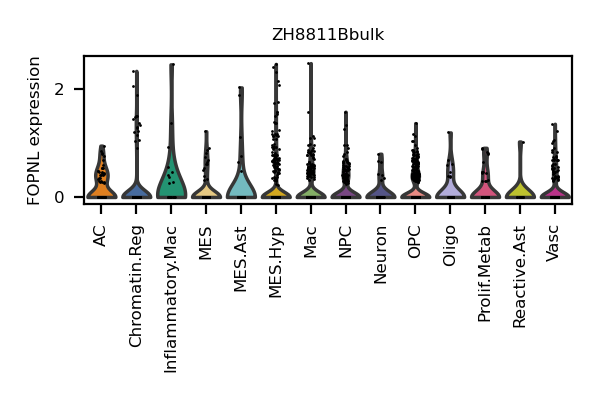 ZH8811Bbulk
FOPNL expression
2
0
AC
Chromatin.Reg
Inflammatory.Mac
MES
MES.Ast
MES.Hyp
Mac
NPC
Neuron
OPC
Oligo
Prolif.Metab
Reactive.Ast
Vasc